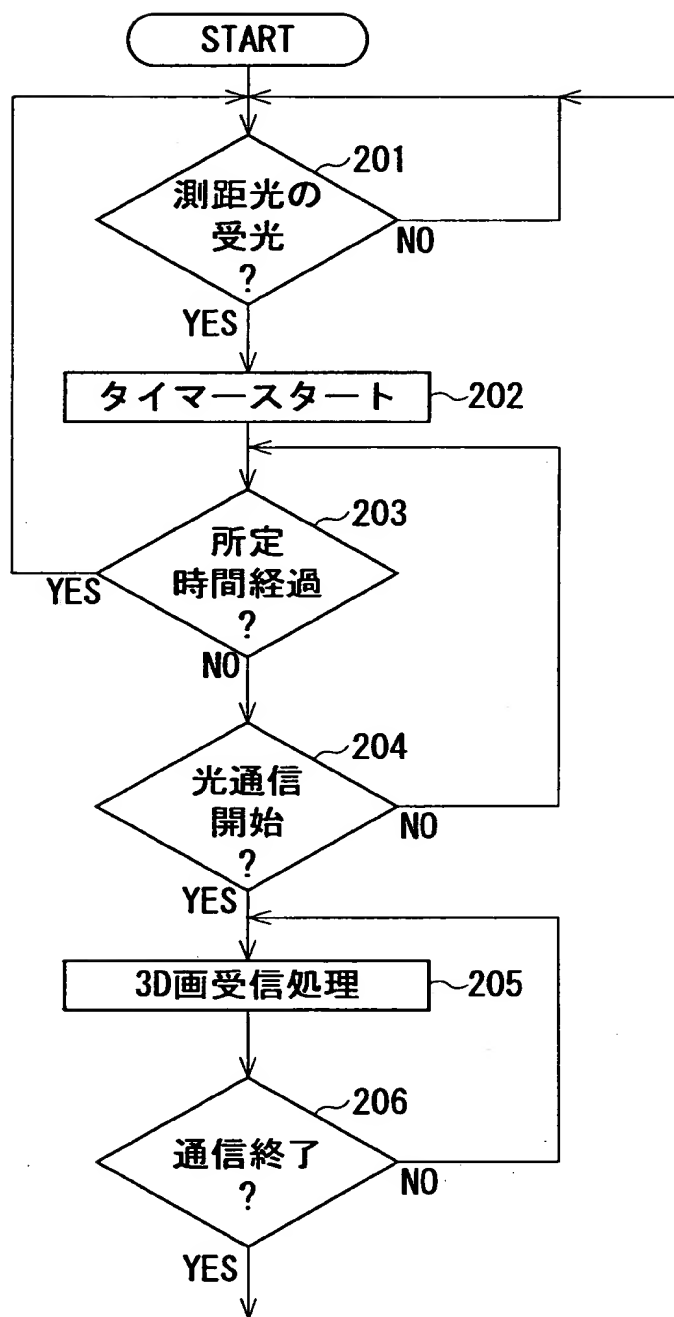 START
201
測距光の
受光
?
NO
YES
タイマースタート
202
203
所定
時間経過
?
YES
NO
204
光通信
開始
?
NO
YES
3D画受信処理
205
206
通信終了
?
NO
YES